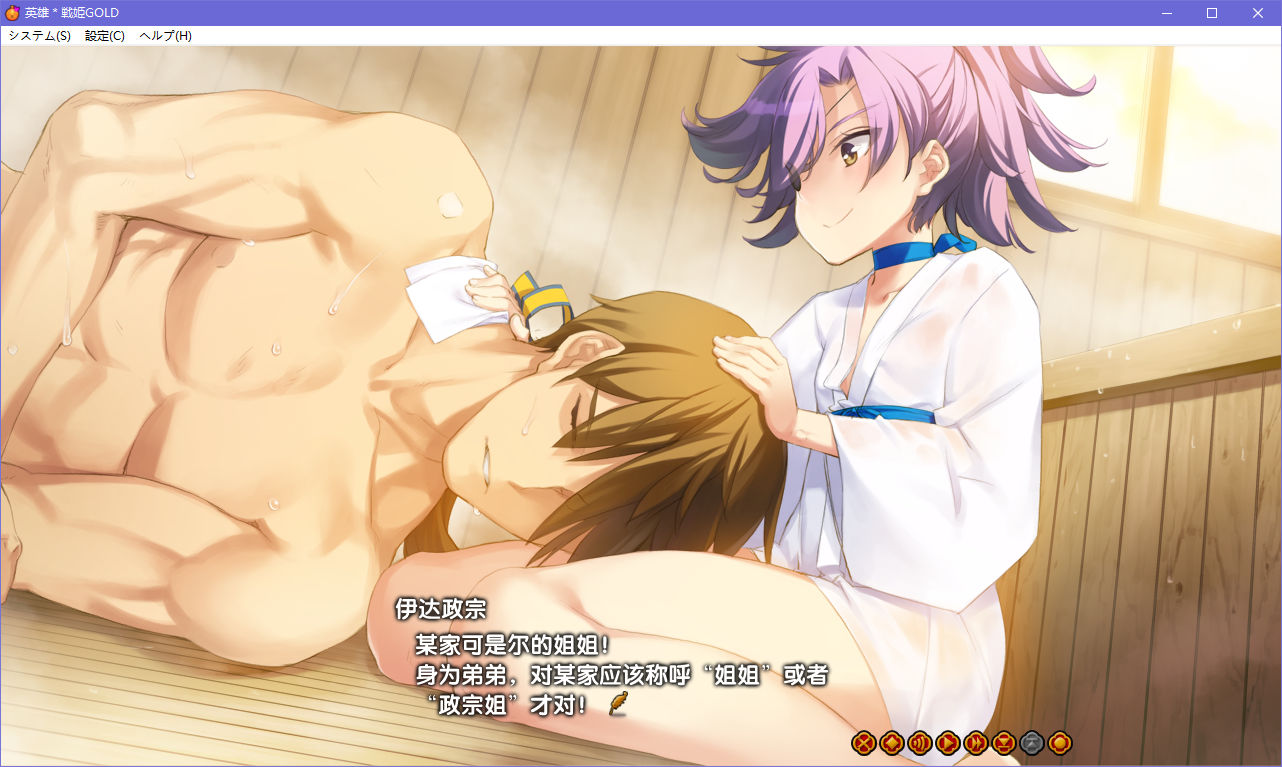 英雄＊戦姫GOLD
システム(S) 設定(C) ヘルプ(H)
伊达政宗
某家可是尔的姐姐！
身为弟弟，对某家应该称呼“姐姐”或者
“政宗姐”才对！